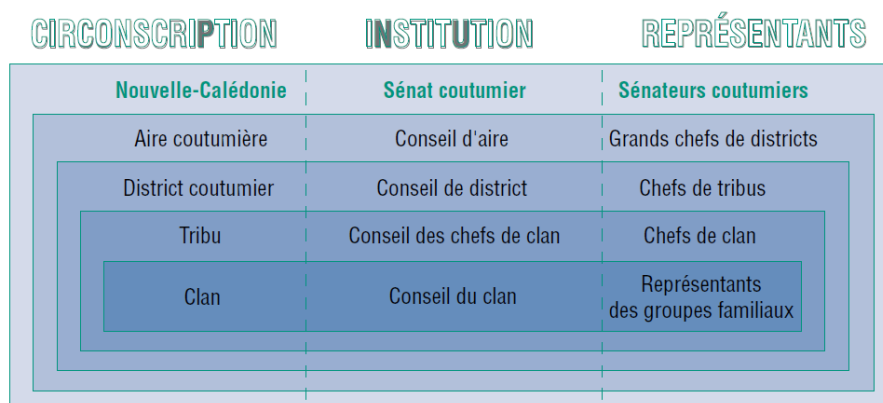 CIRCONSCRIPTION INSTITUTION REPRÉSENTANTS
Nouvelle-Calédonie Sénat coutumier Sénateurs coutumiers
Aire coutumière Conseil d'aire Grands chefs de districts
District coutumier Conseil de district Chefs de tribus
Tribu Conseil des chefs de clan Chefs de clan
Clan Conseil du clan Représentants
des groupes familiaux